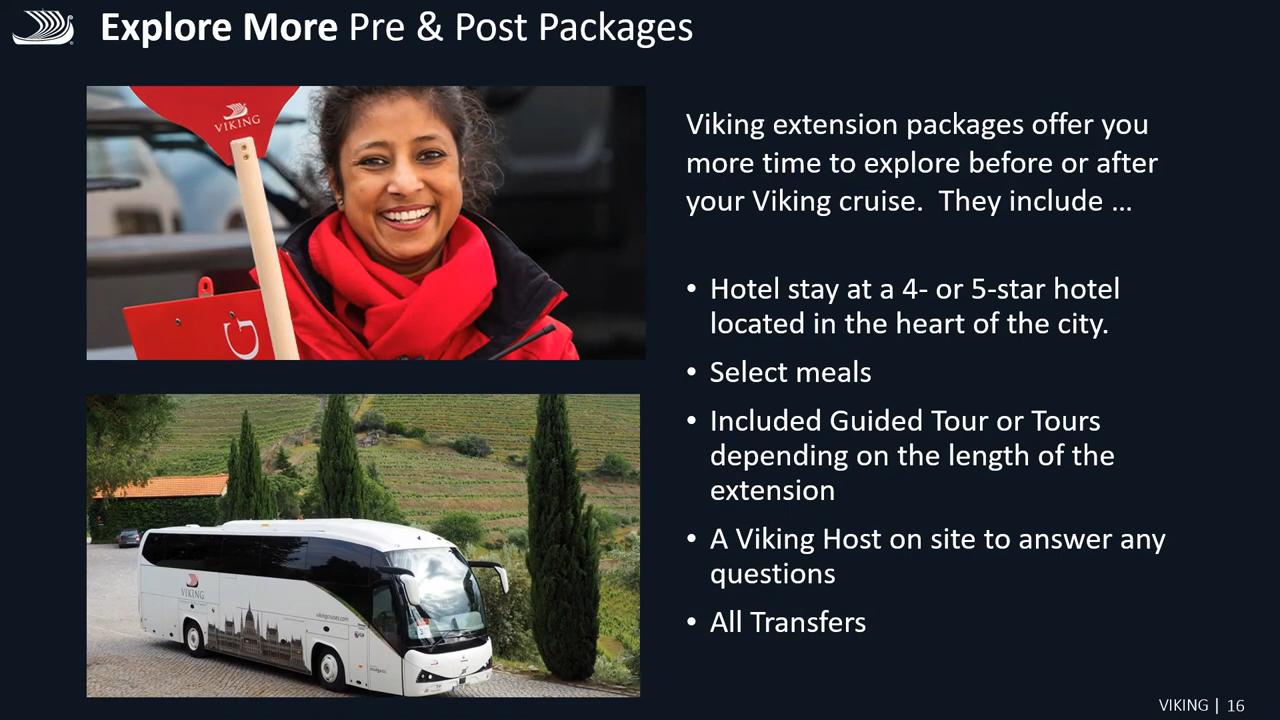 Explore More Pre & Post Packages
VIKING
G
Viking extension packages offer you
more time to explore before or after
your Viking cruise.  They include …
• Hotel stay at a 4- or 5-star hotel
located in the heart of the city.
• Select meals
• Included Guided Tour or Tours
depending on the length of the
extension
• A Viking Host on site to answer any
questions
• All Transfers
VIKING
vikingcruises.com
VIKING | 16